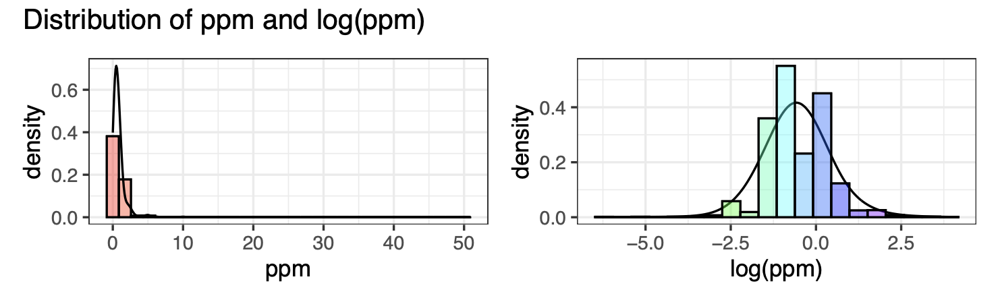 Distribution of ppm and log(ppm)
density
0.6
0.4
0.2
0.0
0 10 20 30 40 50
ppm
density
0.4
0.2
0.0
−5.0 −2.5 0.0 2.5
log(ppm)